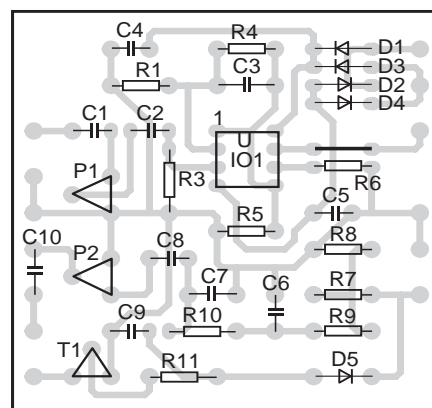 C4 R4 D1
D3
R1 C3 D2
D4
C1 C2 1
U
IO1
P1 R3 R6
C5
R5
C10 C8 R8
P2
C7 C6 R7
C9 R10 R9
T1
R11 D5